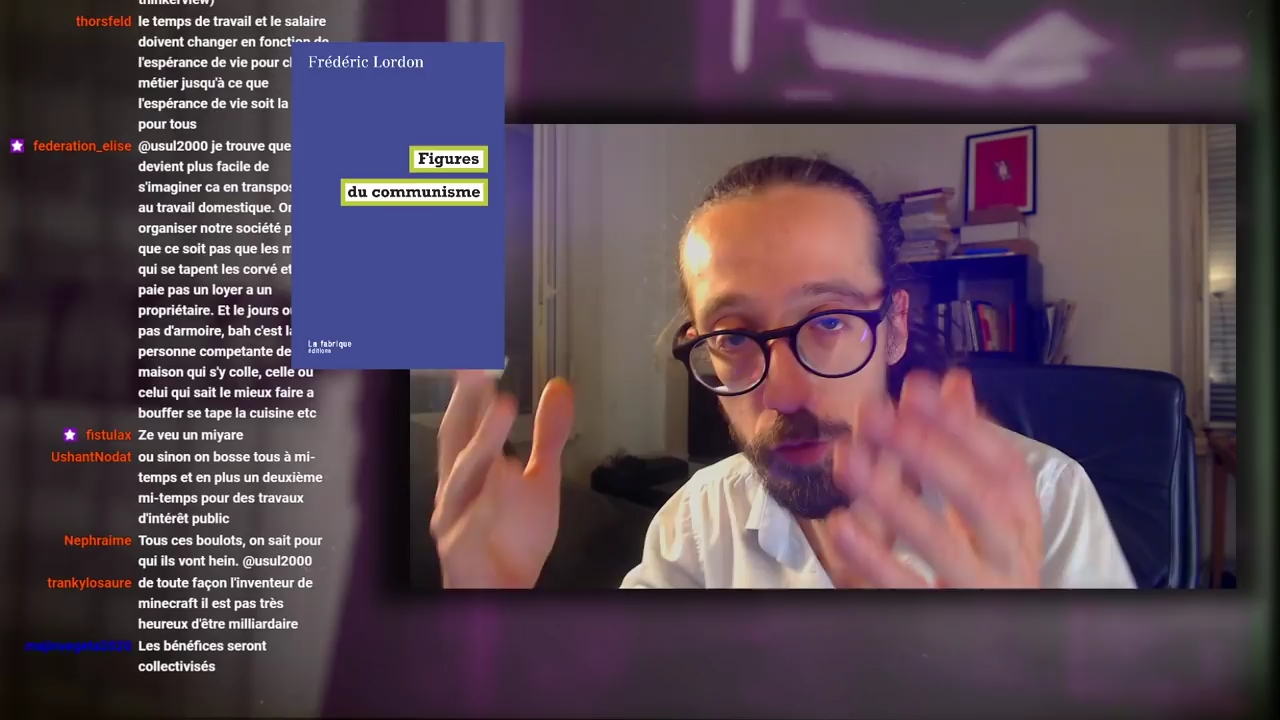 thinkerview)
thorsfeld le temps de travail et le salaire
doivent changer en fonction de
l'espérance de vie pour
métier jusqu'à ce que
l'espérance de vie soit la
pour tous
federation_elise @usul2000 je trouve que
devient plus facile de
s'imaginer ca en
au travail domestique.
organiser notre société
que ce soit pas que les
qui se tapent les corvé
paie pas un loyer a un
propriétaire. Et le jours
pas d'armoire, bah c'est
personne competante de
maison qui s'y colle, celle ou
celui qui sait le mieux faire a
bouffer se tape la cuisine etc
fistulax Ze veu un miyare
UshantNodat ou sinon on bosse tous à mi-
temps et en plus un deuxième
mi-temps pour des travaux
d'intérêt public
Nephraime Tous ces boulots, on sait pour
qui ils vont hein. @usul2000
trankylosaure de toute façon l'inventeur de
minecraft il est pas très
heureux d'être milliardaire
Les bénéfices seront
collectivisés
Frédéric Lordon
Figures
du communisme
La fabrique
éditions